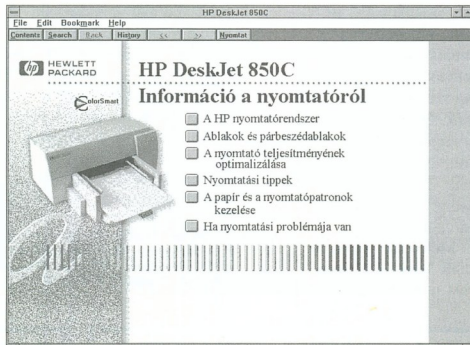 HP DeskJet 850C
File Edit Bookmark Help
Contents Search Back History << >> Nyomtat
hp HEWLETT
PACKARD
HP DeskJet 850C
ColorSmart
Információ a nyomtatóról
A HP nyomtatórendszer
Ablakok és párbeszédablakok
A nyomtató teljesítményének
optimalizálása
Nyomtatási tippek
A papír és a nyomtatópatronok
kezelése
Ha nyomtatási problémája van